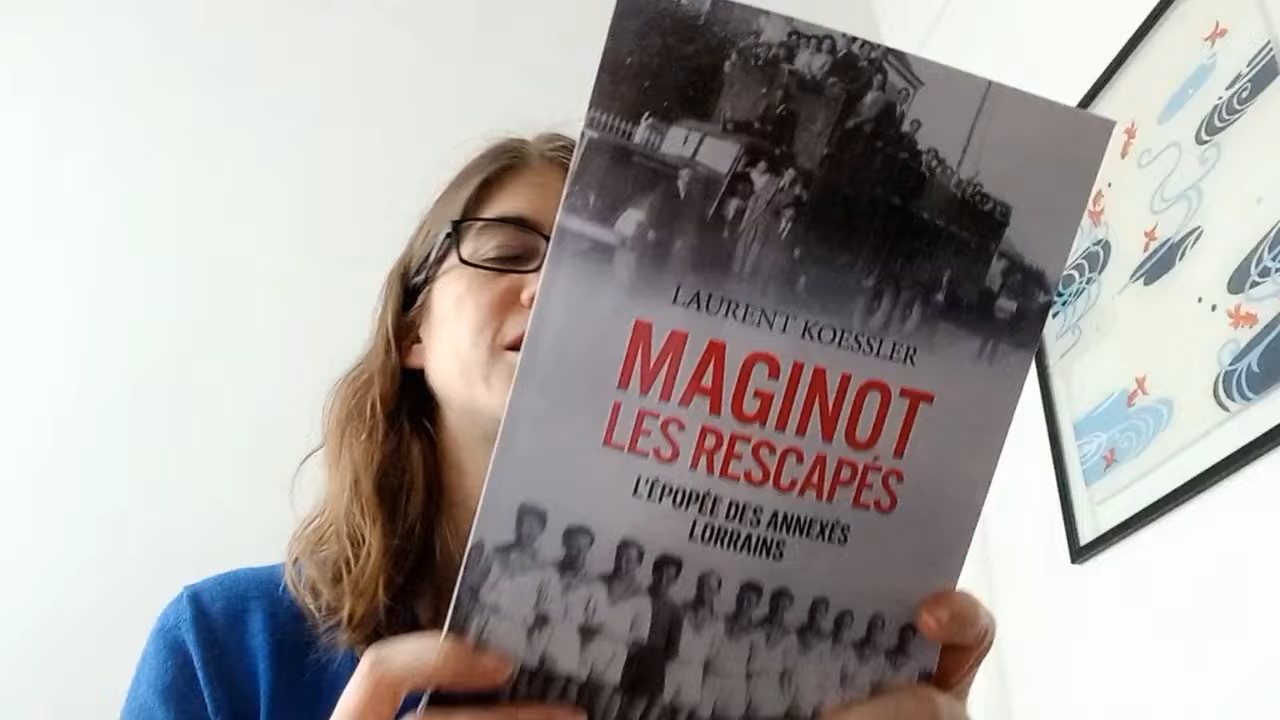 LAURENT KOESSLER
MAGINOT
LES RESCAPÉS
L'ÉPOPÉE DES ANNEXÉS
LORRAINS